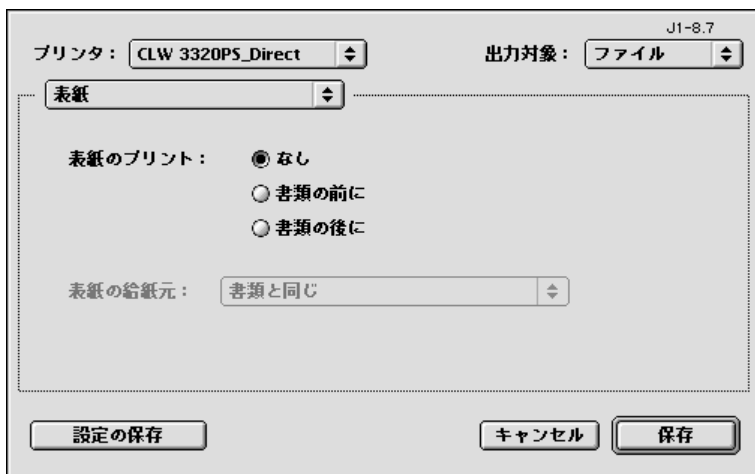 J1-8.7
プリンタ： CLW 3320PS_Direct 出力対象： ファイル
表紙
表紙のプリント： なし
書類の前に
書類の後に
表紙の給紙元： 書類と同じ
設定の保存 キャンセル 保存